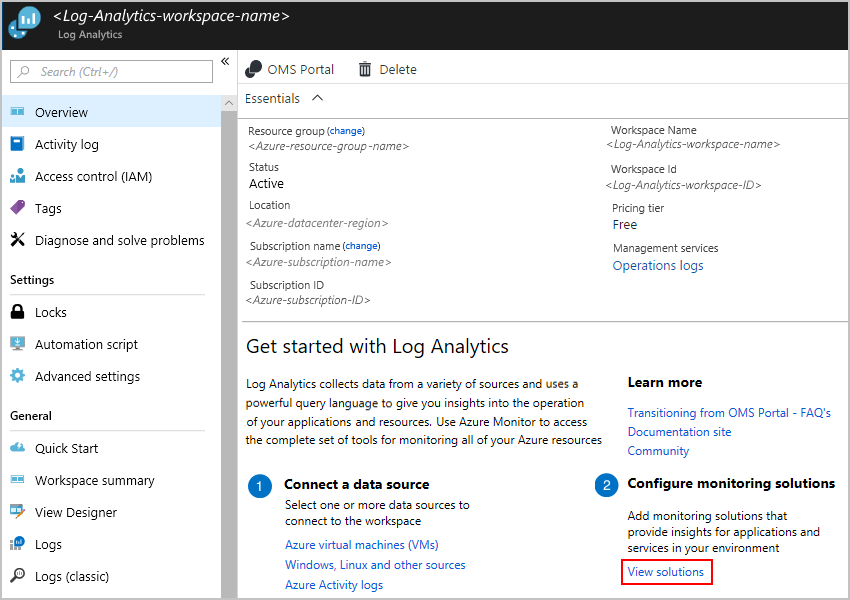 <Log-Analytics-workspace-name>
Log Analytics
Search (Ctrl+/)
«
Overview
Activity log
Access control (IAM)
Tags
Diagnose and solve problems
Settings
Locks
Automation script
Advanced settings
General
Quick Start
Workspace summary
View Designer
Logs
Logs (classic)
OMS Portal
Delete
Essentials
Resource group (change)
<Azure-resource-group-name>
Status
Active
Location
<Azure-datacenter-region>
Subscription name (change)
<Azure-subscription-name>
Subscription ID
<Azure-subscription-ID>
Workspace Name
<Log-Analytics-workspace-name>
Workspace Id
<Log-Analytics-workspace-ID>
Pricing tier
Free
Management services
Operations logs
Get started with Log Analytics
Log Analytics collects data from a variety of sources and uses a
powerful query language to give you insights into the operation
of your applications and resources. Use Azure Monitor to access
the complete set of tools for monitoring all of your Azure resources
Learn more
Transitioning from OMS Portal - FAQ's
Documentation site
Community
1
Connect a data source
Select one or more data sources to
connect to the workspace
Azure virtual machines (VMs)
Windows, Linux and other sources
Azure Activity logs
2
Configure monitoring solutions
Add monitoring solutions that
provide insights for applications and
services in your environment
View solutions